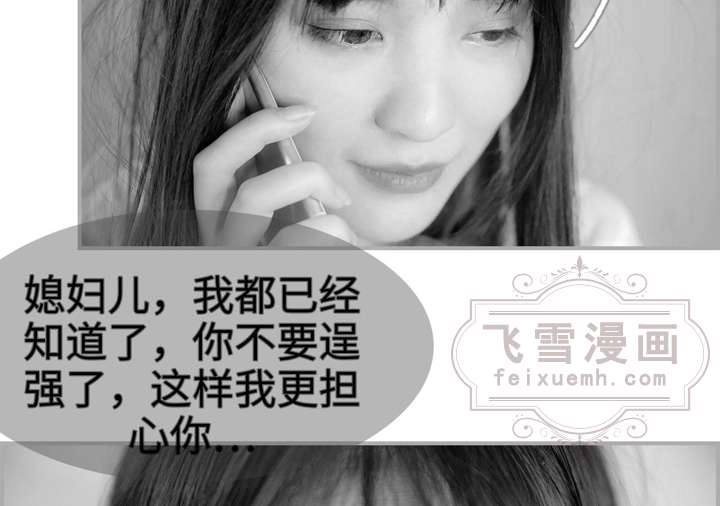 媳妇儿，我都已经
知道了，你不要逞
强了，这样我更担
心你…
飞雪漫画
feixuemh.com